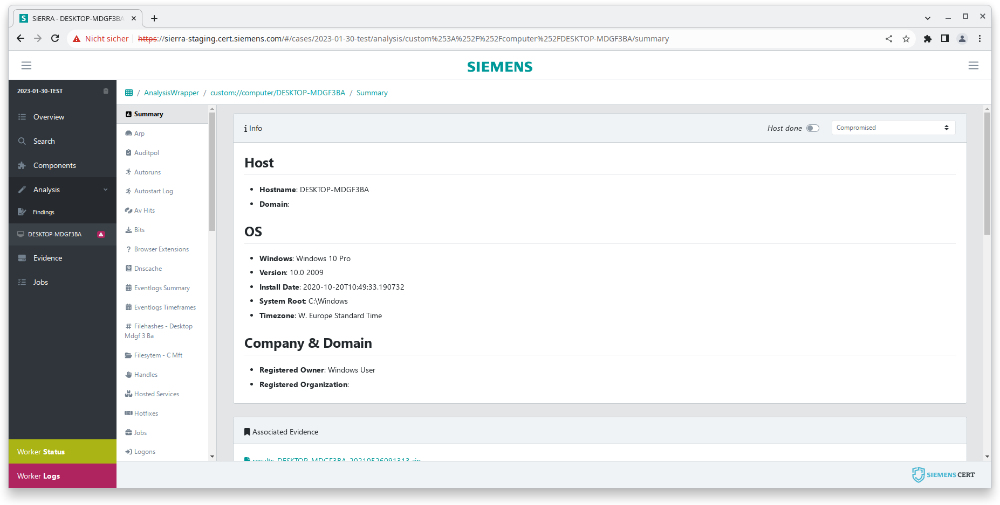 SiERRA - DESKTOP-MDGF3BA
Nicht sicher
https://sierra-staging.cert.siemens.com/#/cases/2023-01-30-test/analysis/custom%253A%252F%252Fcomputer%252FDESKTOP-MDGF3BA/summary
SIEMENS
2023-01-30-TEST
Overview
Search
Components
Analysis
Findings
DESKTOP-MDGF3BA
Evidence
Jobs
Worker Status
Worker Logs
/ AnalysisWrapper / custom://computer/DESKTOP-MDGF3BA / Summary
Summary
Arp
Auditpol
Autoruns
Autostart Log
Av Hits
Bits
Browser Extensions
Dnscache
Eventlogs Summary
Eventlogs Timeframes
Filehashes - Desktop
Mdgf 3 Ba
Filesytem - C Mft
Handles
Hosted Services
Hotfixes
Jobs
Logons
Info
Host done
Compromised
Host
Hostname: DESKTOP-MDGF3BA
Domain:
OS
Windows: Windows 10 Pro
Version: 10.0 2009
Install Date: 2020-10-20T10:49:33.190732
System Root: C:\Windows
Timezone: W. Europe Standard Time
Company & Domain
Registered Owner: Windows User
Registered Organization:
Associated Evidence
results-DESKTOP-MDGF3BA-20210526091313.zip
SIEMENS CERT